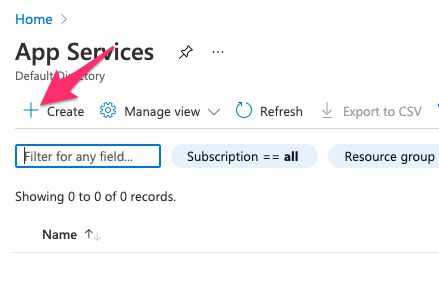 Home
App Services
Default Directory
Create Manage view Refresh Export to CSV
Filter for any field... Subscription == all Resource group
Showing 0 to 0 of 0 records.
Name